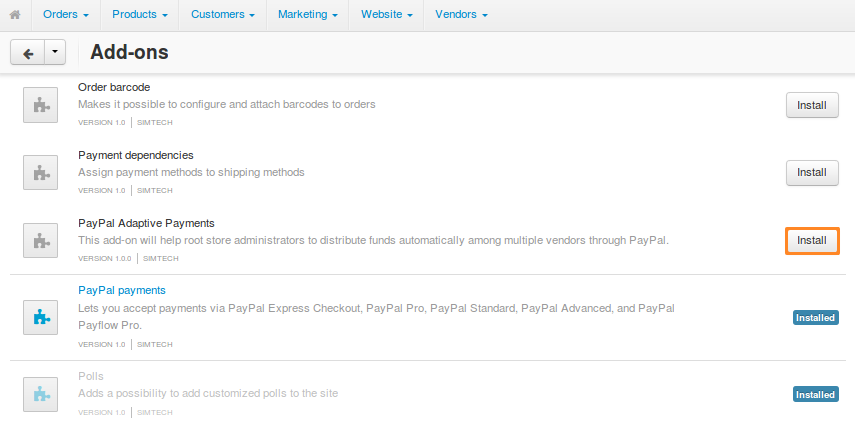 Orders Products Customers Marketing Website Vendors
Add-ons
Order barcode
Makes it possible to configure and attach barcodes to orders
VERSION 1.0 SIMTECH
Install
Payment dependencies
Assign payment methods to shipping methods
VERSION 1.0 SIMTECH
Install
PayPal Adaptive Payments
This add-on will help root store administrators to distribute funds automatically among multiple vendors through PayPal.
VERSION 1.0.0 SIMTECH
Install
PayPal payments
Lets you accept payments via PayPal Express Checkout, PayPal Pro, PayPal Standard, PayPal Advanced, and PayPal
Payflow Pro.
VERSION 1.0 SIMTECH
Installed
Polls
Adds a possibility to add customized polls to the site
VERSION 1.0 SIMTECH
Installed